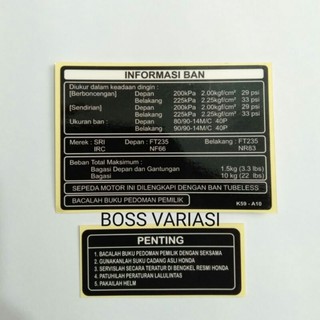 INFORMASI BAN
Diukur dalam keadaan dingin :
[Berboncengan] Depan 200kPa 2.00kgf/cm² 29 psi
Belakang 225kPa 2.25kgf/cm² 33 psi
[Sendirian] Depan 200kPa 2.00kgf/cm² 29 psi
Belakang 225kPa 2.25kgf/cm² 33 psi
Ukuran ban : Depan 80/90-14M/C 40P
Belakang 90/90-14M/C 40P
Merek : SRI Depan : FT235 Belakang : FT235
IRC NF66 NR83
Beban Total Maksimum :
Bagasi Depan dan Gantungan 1.5kg (3.3 lbs)
Bagasi 10 kg (22 lbs)
SEPEDA MOTOR INI DILENGKAPI DENGAN BAN TUBELESS
BACALAH BUKU PEDOMAN PEMILIK K59 - A10
BOSS VARIASI
PENTING
1. BACALAH BUKU PEDOMAN PEMILIK DENGAN SEKSAMA
2. GUNAKANLAH SUKU CADANG ASLI HONDA
3. SERVISLAH SECARA TERATUR DI BENGKEL RESMI HONDA
4. PATUHILAH PERATURAN LALULINTAS
5. PAKAILAH HELM